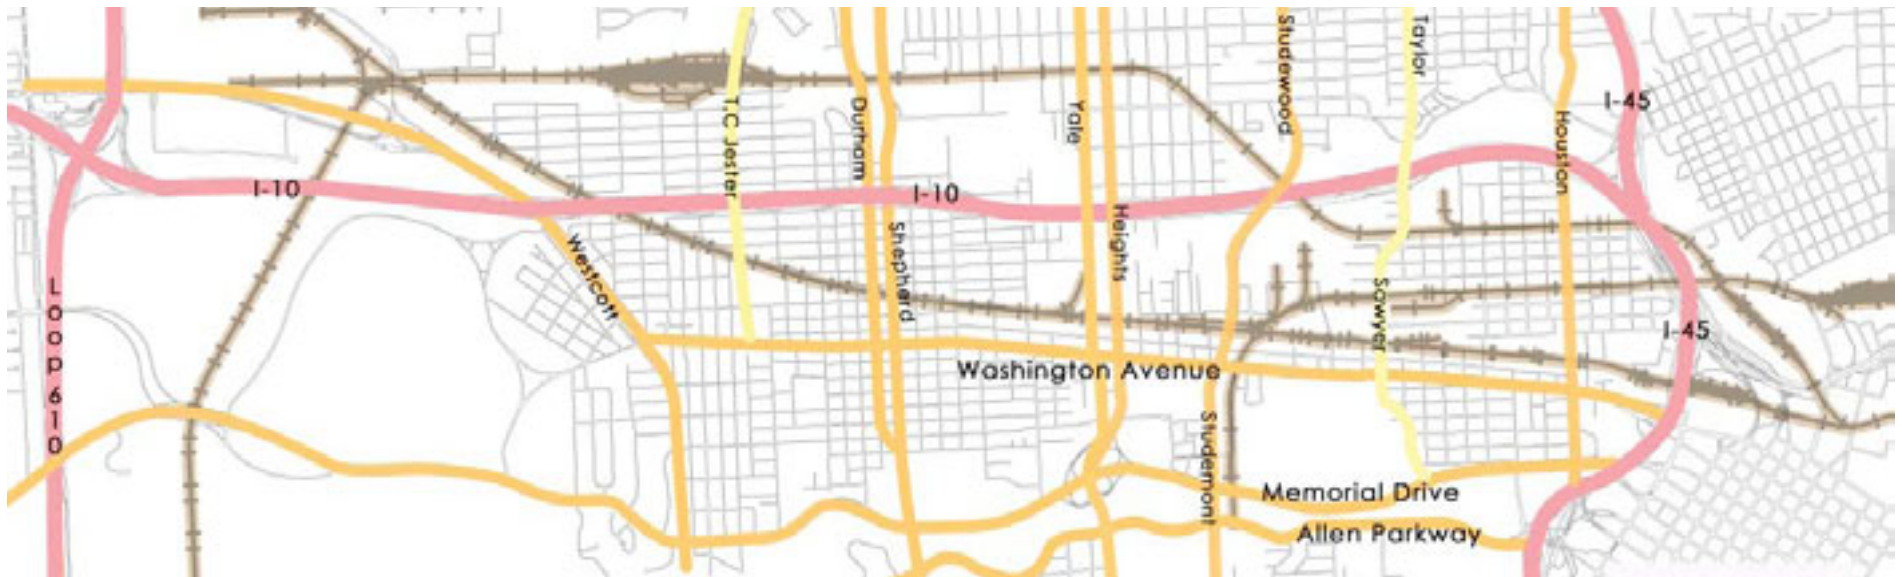 Studewood
Taylor
I-45
T.C. Jester
Durham
Yale
Houston
I-10
I-10
Heights
Shepherd
Westcott
Loop 610
Sawyer
I-45
Washington Avenue
Studemont
Memorial Drive
Allen Parkway